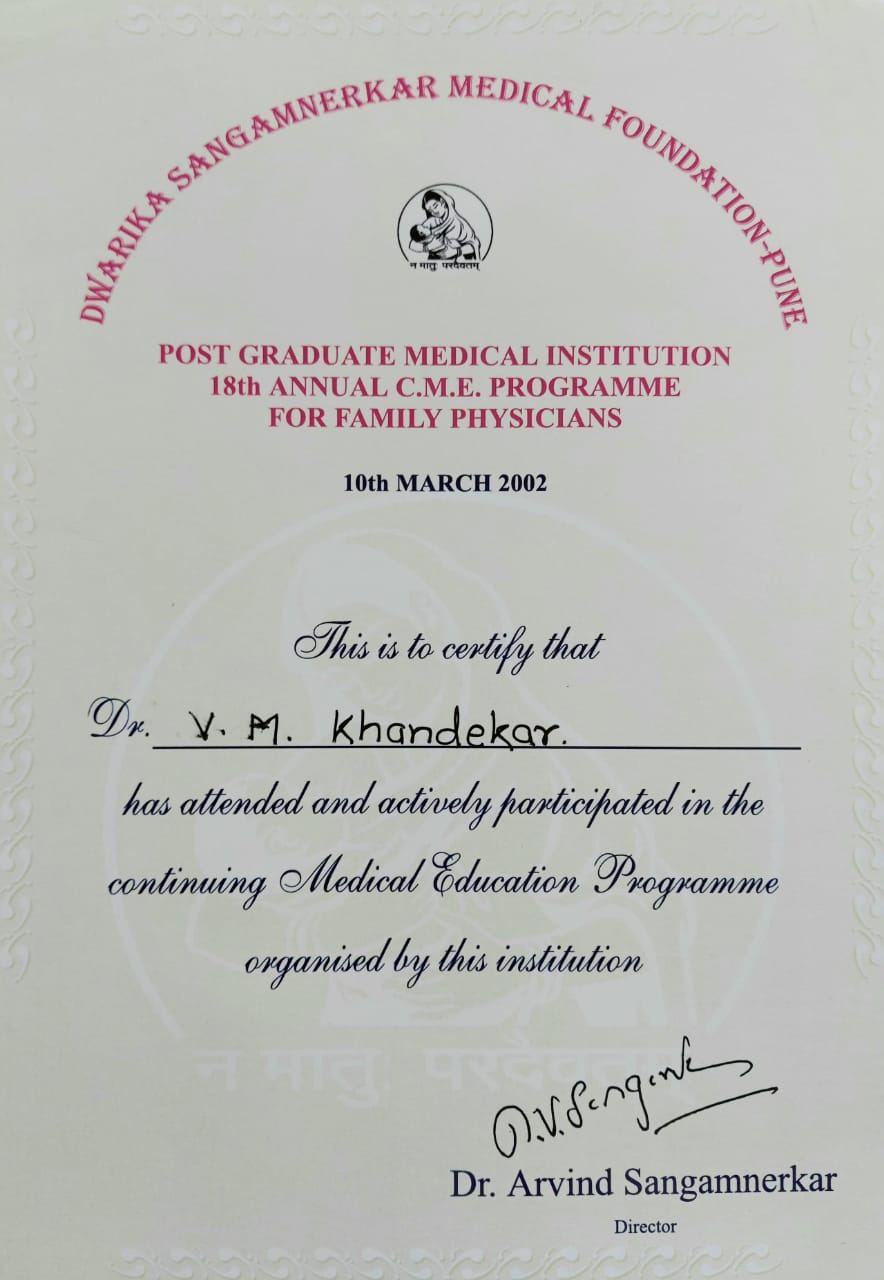 DWARIKA SANGAMNERKAR MEDICAL FOUNDATION-PUNE
न मातुः परदैवतम्
POST GRADUATE MEDICAL INSTITUTION
18th ANNUAL C.M.E. PROGRAMME
FOR FAMILY PHYSICIANS
10th MARCH 2002
This is to certify that
Dr. V. M. Khandekar.
has attended and actively participated in the
continuing Medical Education Programme
organised by this institution
न मातुः परदैवतम्
Dr. Arvind Sangamnerkar
Director